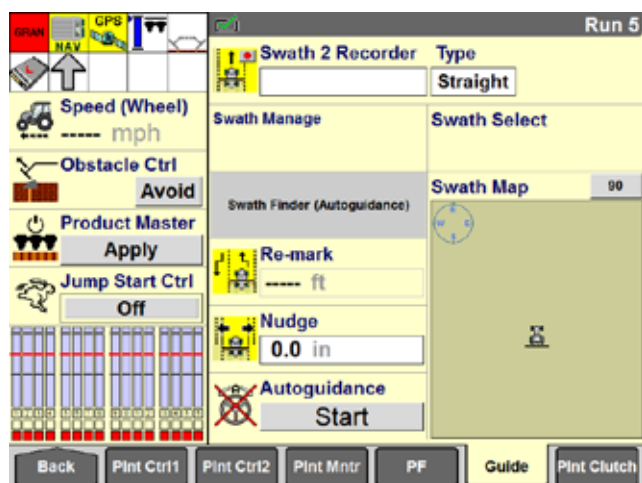 GRAN
NAV
GPS
Run 5
Speed (Wheel)
----- mph
Obstacle Ctrl
Avoid
Product Master
Apply
Jump Start Ctrl
Off
Swath 2 Recorder
Type
Straight
Swath Manage
Swath Select
Swath Finder (Autoguidance)
Swath Map
90
Re-mark
----- ft
Nudge
0.0 in
Autoguidance
Start
Back
Plnt Ctrl1
Plnt Ctrl2
Plnt Mntr
PF
Guide
Plnt Clutch